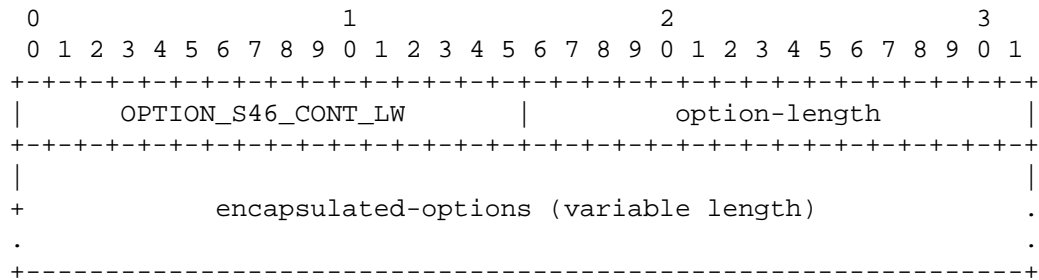 0                   1                   2                   3
 0 1 2 3 4 5 6 7 8 9 0 1 2 3 4 5 6 7 8 9 0 1 2 3 4 5 6 7 8 9 0 1
+-+-+-+-+-+-+-+-+-+-+-+-+-+-+-+-+-+-+-+-+-+-+-+-+-+-+-+-+-+-+-+-+
|      OPTION_S46_CONT_LW       |         option-length         |
+-+-+-+-+-+-+-+-+-+-+-+-+-+-+-+-+-+-+-+-+-+-+-+-+-+-+-+-+-+-+-+-+
|                                                               |
+            encapsulated-options (variable length)             .
.                                                               .
+---------------------------------------------------------------+